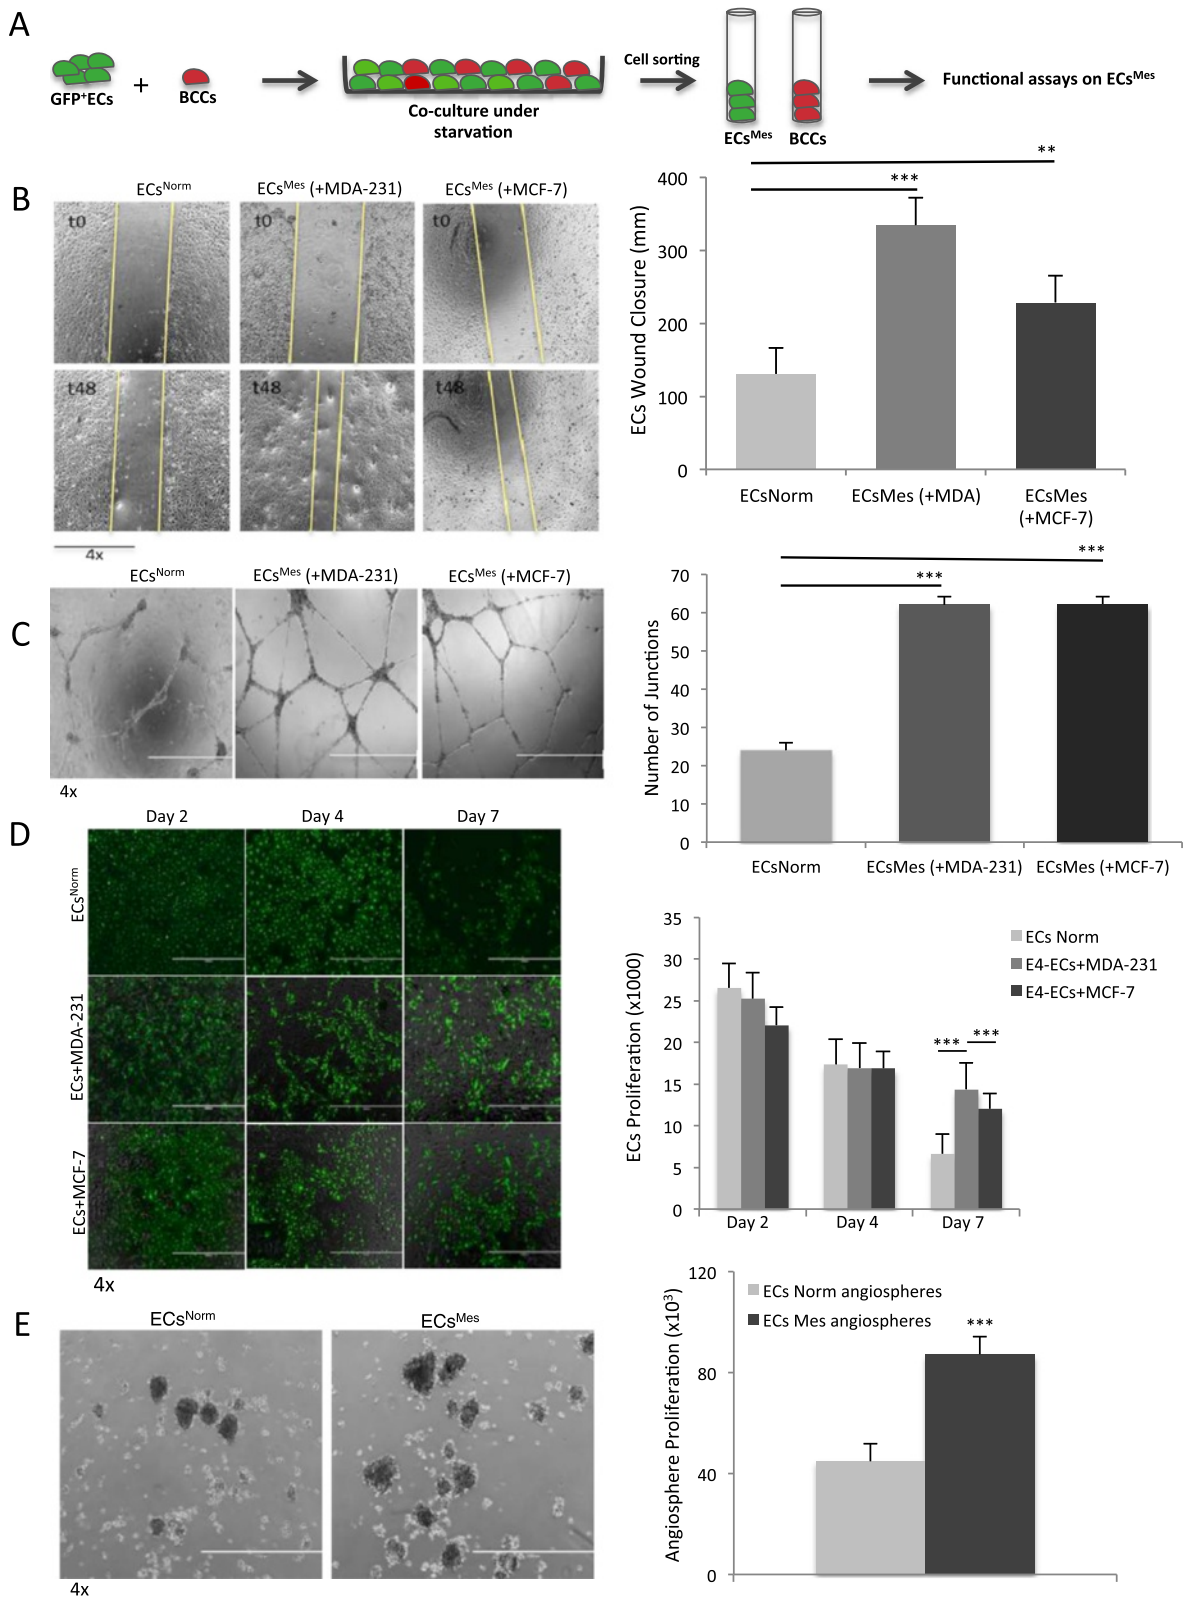 A
GFP⁺ECs
+
BCCs
Co-culture under
starvation
Cell sorting
ECsᴹᵉˢ
BCCs
Functional assays on ECsᴹᵉˢ
B
ECsᴺᵒʳᵐ
ECsᴹᵉˢ (+MDA-231)
ECsᴹᵉˢ (+MCF-7)
t0
t0
t0
t48
t48
t48
4x
**
***
ECs Wound Closure (mm)
400
300
200
100
0
ECsNorm
ECsMes (+MDA)
ECsMes
(+MCF-7)
C
ECsᴺᵒʳᵐ
ECsᴹᵉˢ (+MDA-231)
ECsᴹᵉˢ (+MCF-7)
4x
***
***
Number of Junctions
70
60
50
40
30
20
10
0
ECsNorm
ECsMes (+MDA-231)
ECsMes (+MCF-7)
D
Day 2
Day 4
Day 7
ECsᴺᵒʳᵐ
ECs+MDA-231
ECs+MCF-7
4x
ECs Proliferation (x1000)
35
30
25
20
15
10
5
0
ECs Norm
E4-ECs+MDA-231
E4-ECs+MCF-7
***
***
Day 2
Day 4
Day 7
E
ECsᴺᵒʳᵐ
ECsᴹᵉˢ
4x
Angiosphere Proliferation (x10³)
120
80
40
0
ECs Norm angiospheres
ECs Mes angiospheres
***